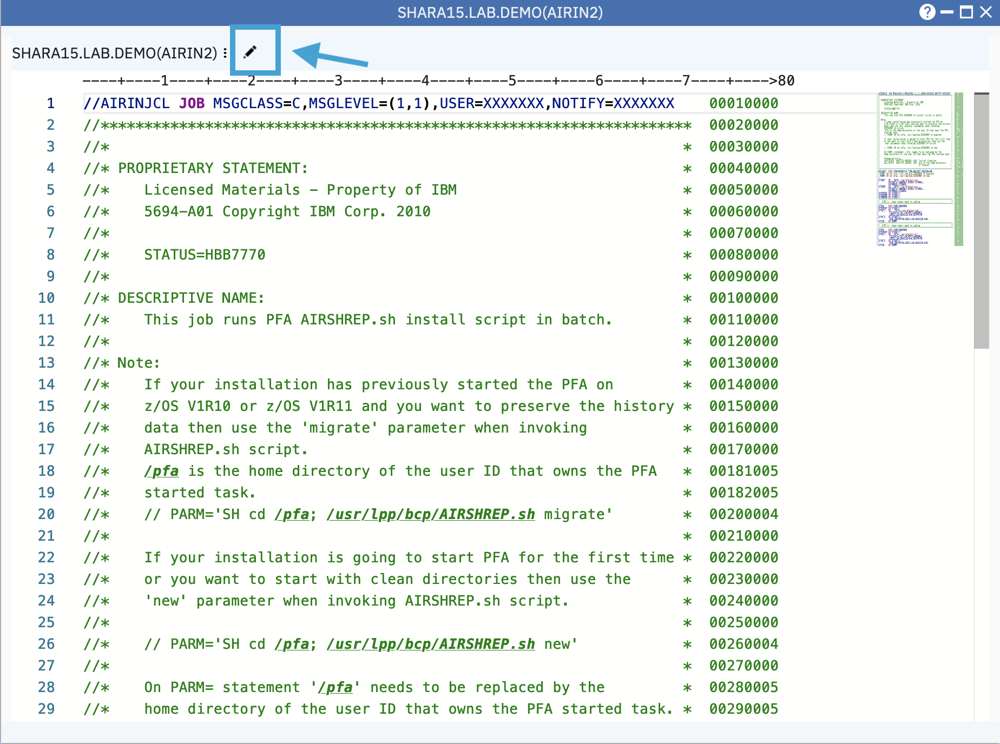 SHARA15.LAB.DEMO(AIRIN2)
SHARA15.LAB.DEMO(AIRIN2)
----+----1----+----2----+----3----+----4----+----5----+----6----+----7----+---->80
1 //AIRINJCL JOB MSGCLASS=C,MSGLEVEL=(1,1),USER=XXXXXXX,NOTIFY=XXXXXXX 00010000
2 //******************************************************************** 00020000
3 //* * 00030000
4 //* PROPRIETARY STATEMENT: * 00040000
5 //* Licensed Materials - Property of IBM * 00050000
6 //* 5694-A01 Copyright IBM Corp. 2010 * 00060000
7 //* * 00070000
8 //* STATUS=HBB7770 * 00080000
9 //* * 00090000
10 //* DESCRIPTIVE NAME: * 00100000
11 //* This job runs PFA AIRSHREP.sh install script in batch. * 00110000
12 //* * 00120000
13 //* Note: * 00130000
14 //* If your installation has previously started the PFA on * 00140000
15 //* z/OS V1R10 or z/OS V1R11 and you want to preserve the history * 00150000
16 //* data then use the 'migrate' parameter when invoking * 00160000
17 //* AIRSHREP.sh script. * 00170000
18 //* /pfa is the home directory of the user ID that owns the PFA * 00181005
19 //* started task. * 00182005
20 //* // PARM='SH cd /pfa; /usr/lpp/bcp/AIRSHREP.sh migrate' * 00200004
21 //* * 00210000
22 //* If your installation is going to start PFA for the first time * 00220000
23 //* or you want to start with clean directories then use the * 00230000
24 //* 'new' parameter when invoking AIRSHREP.sh script. * 00240000
25 //* * 00250000
26 //* // PARM='SH cd /pfa; /usr/lpp/bcp/AIRSHREP.sh new' * 00260004
27 //* * 00270000
28 //* On PARM= statement '/pfa' needs to be replaced by the * 00280005
29 //* home directory of the user ID that owns the PFA started task. * 00290005